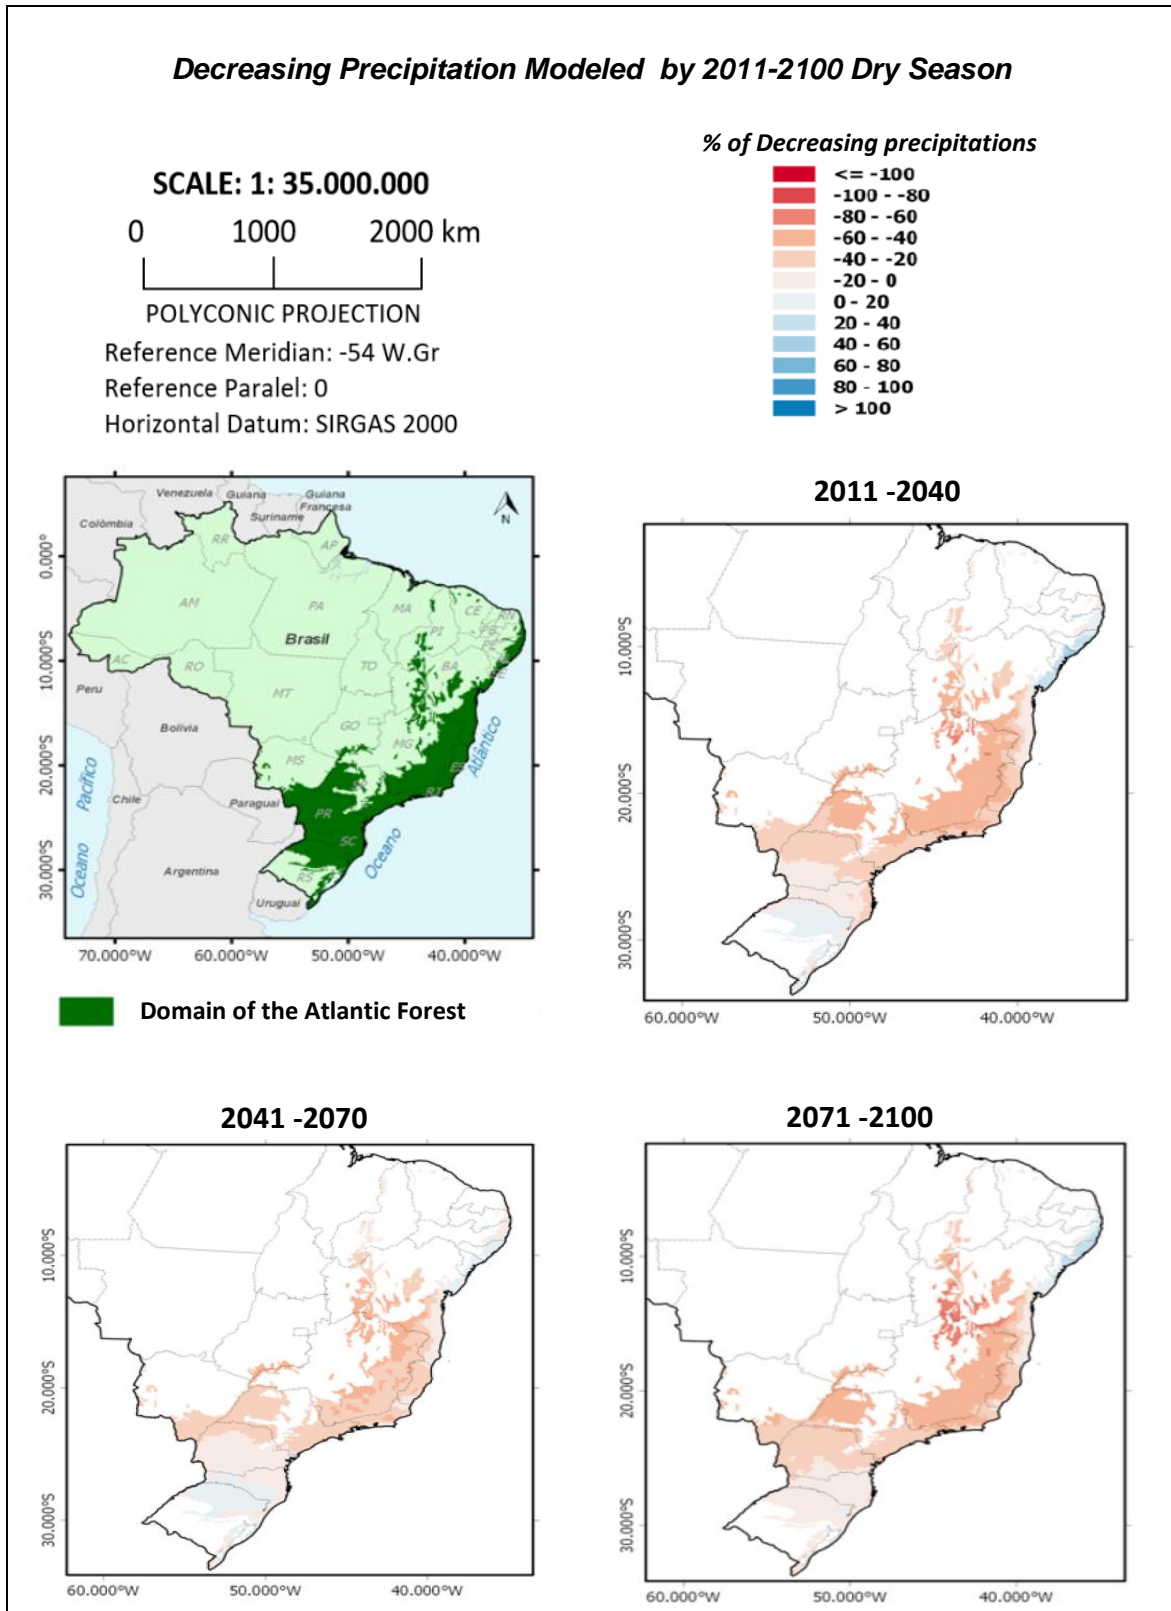 Decreasing Precipitation Modeled by 2011-2100 Dry Season
SCALE: 1: 35.000.000
0 1000 2000 km
POLYCONIC PROJECTION
Reference Meridian: -54 W.Gr
Reference Paralel: 0
Horizontal Datum: SIRGAS 2000
% of Decreasing precipitations
<= -100
-100 - -80
-80 - -60
-60 - -40
-40 - -20
-20 - 0
0 - 20
20 - 40
40 - 60
60 - 80
80 - 100
> 100
Venezuela
Guiana
Guiana
Francesa
Suriname
Colômbia
N
RR
AP
AM
PA
MA
CE
RN
PB
PE
PI
Brasil
AC
RO
TO
BA
SE
Peru
MT
Bolívia
GO
MG
MS
ES
RJ
Atlântico
Pacífico
Oceano
Chile
Paraguai
PR
SC
Oceano
Argentina
RS
Uruguai
0.000°
10.000°S
20.000°S
30.000°S
70.000°W 60.000°W 50.000°W 40.000°W
Domain of the Atlantic Forest
2011 -2040
10.000°S
20.000°S
30.000°S
60.000°W 50.000°W 40.000°W
2041 -2070
10.000°S
20.000°S
30.000°S
60.000°W 50.000°W 40.000°W
2071 -2100
10.000°S
20.000°S
30.000°S
60.000°W 50.000°W 40.000°W